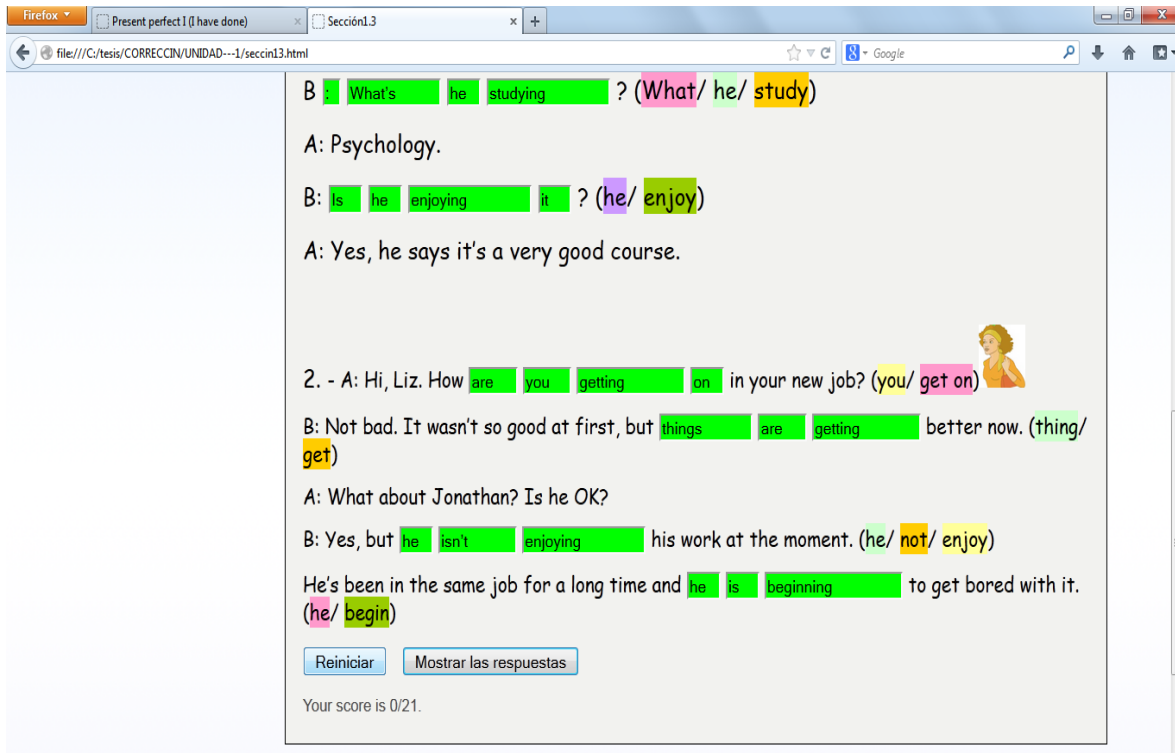 Firefox
Present perfect I (I have done)
Sección1.3
file:///C:/tesis/CORRECCIN/UNIDAD---1/seccin13.html
Google
B : What's he studying ? (What/ he/ study)
A: Psychology.
B: Is he enjoying it ? (he/ enjoy)
A: Yes, he says it's a very good course.
2. - A: Hi, Liz. How are you getting on in your new job? (you/ get on)
B: Not bad. It wasn't so good at first, but things are getting better now. (thing/
get)
A: What about Jonathan? Is he OK?
B: Yes, but he isn't enjoying his work at the moment. (he/ not/ enjoy)
He's been in the same job for a long time and he is beginning to get bored with it.
(he/ begin)
Reiniciar Mostrar las respuestas
Your score is 0/21.